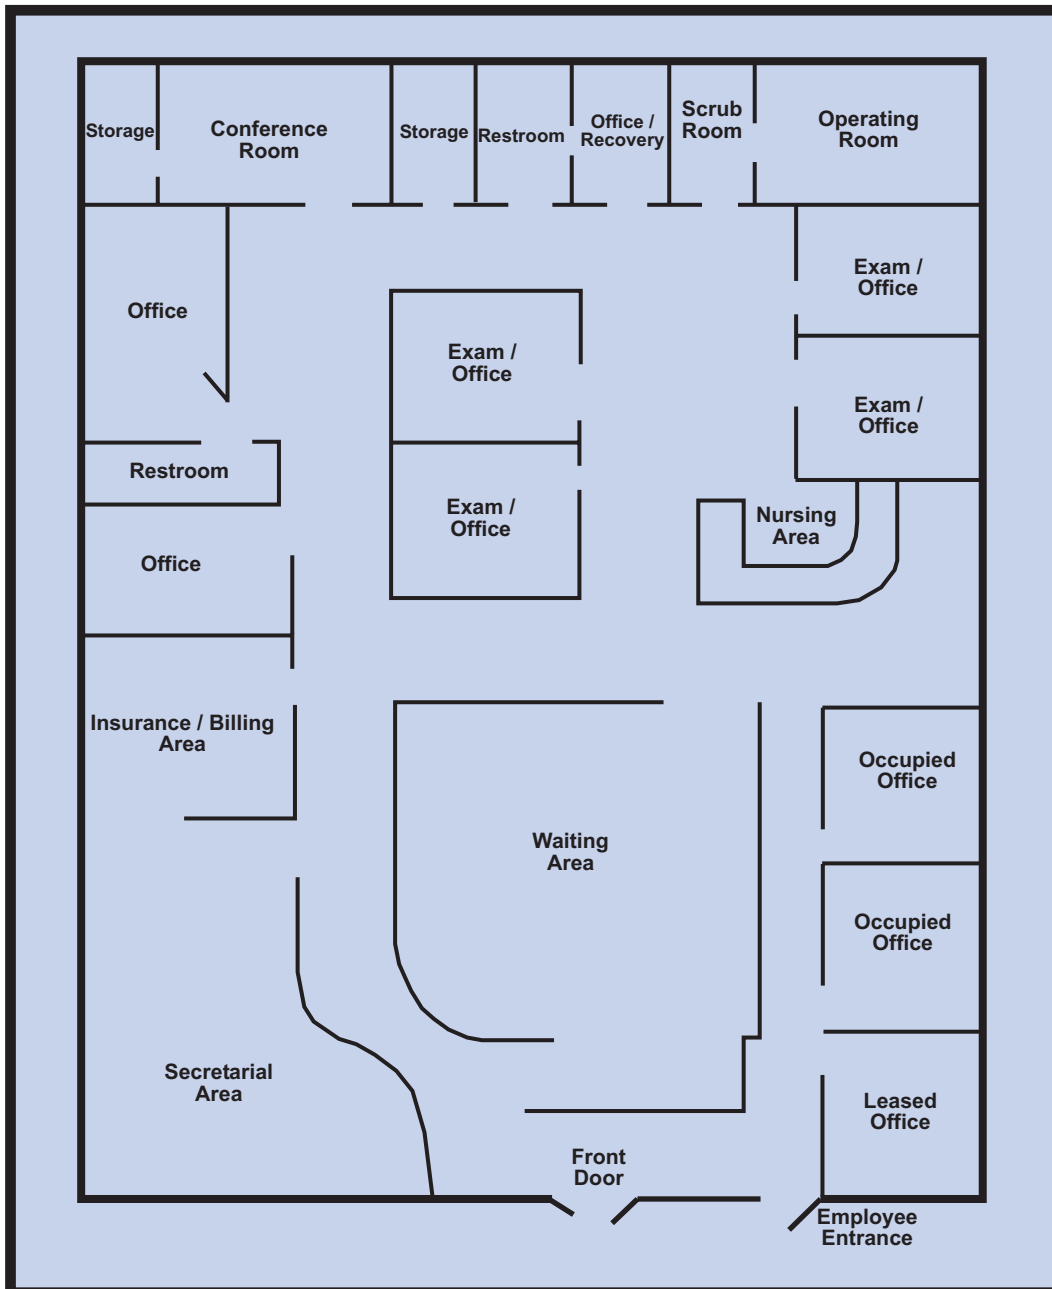 Storage
Conference
Room
Storage
Restroom
Office /
Recovery
Scrub
Room
Operating
Room
Office
Exam /
Office
Exam /
Office
Exam /
Office
Restroom
Exam /
Office
Nursing
Area
Office
Insurance / Billing
Area
Occupied
Office
Waiting
Area
Occupied
Office
Secretarial
Area
Leased
Office
Front
Door
Employee
Entrance